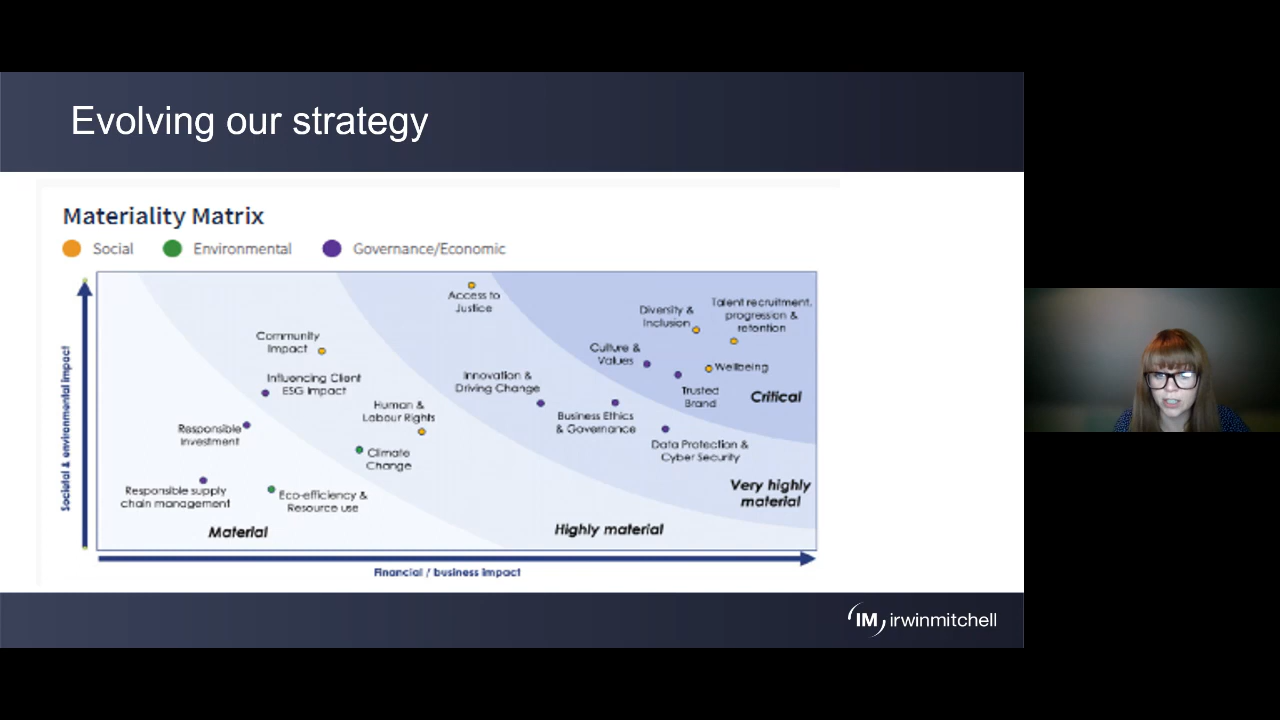 Evolving our strategy
Materiality Matrix
Social
Environmental
Governance/Economic
Societal & environmental impact
Access to
Justice
Community
Impact
Influencing Client
ESG Impact
Human &
Labour Rights
Responsible
Investment
Climate
Change
Responsible supply
chain management
Eco-efficiency &
Resource use
Material
Innovation &
Driving Change
Business Ethics
& Governance
Highly material
Diversity &
Inclusion
Talent recruitment,
progression &
retention
Culture &
Values
Wellbeing
Trusted
Brand
Critical
Data Protection &
Cyber Security
Very highly
material
Financial / business impact
IM irwinmitchell